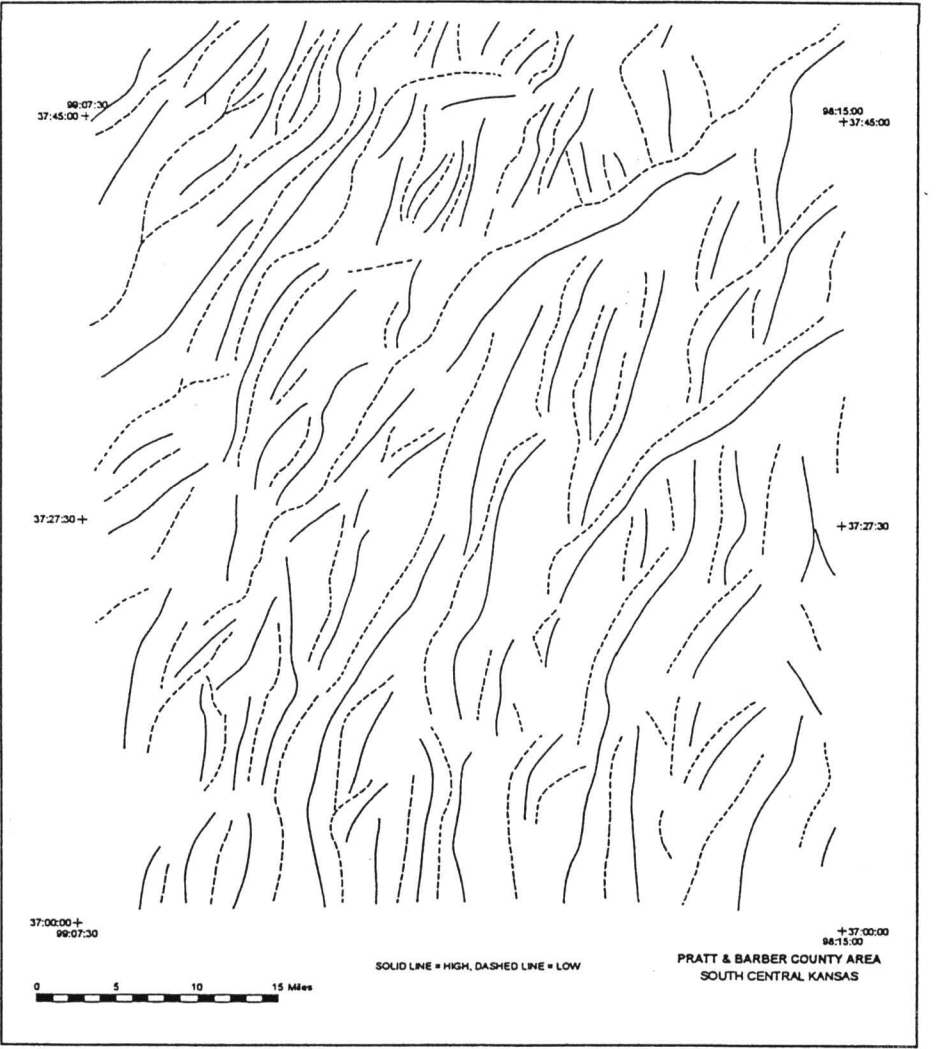 99:07:30
37:45:00
98:15:00
37:45:00
37:27:30
37:27:30
37:00:00
99:07:30
37:00:00
98:15:00
SOLID LINE = HIGH, DASHED LINE = LOW
PRATT & BARBER COUNTY AREA
SOUTH CENTRAL KANSAS
0 5 10 15 Miles